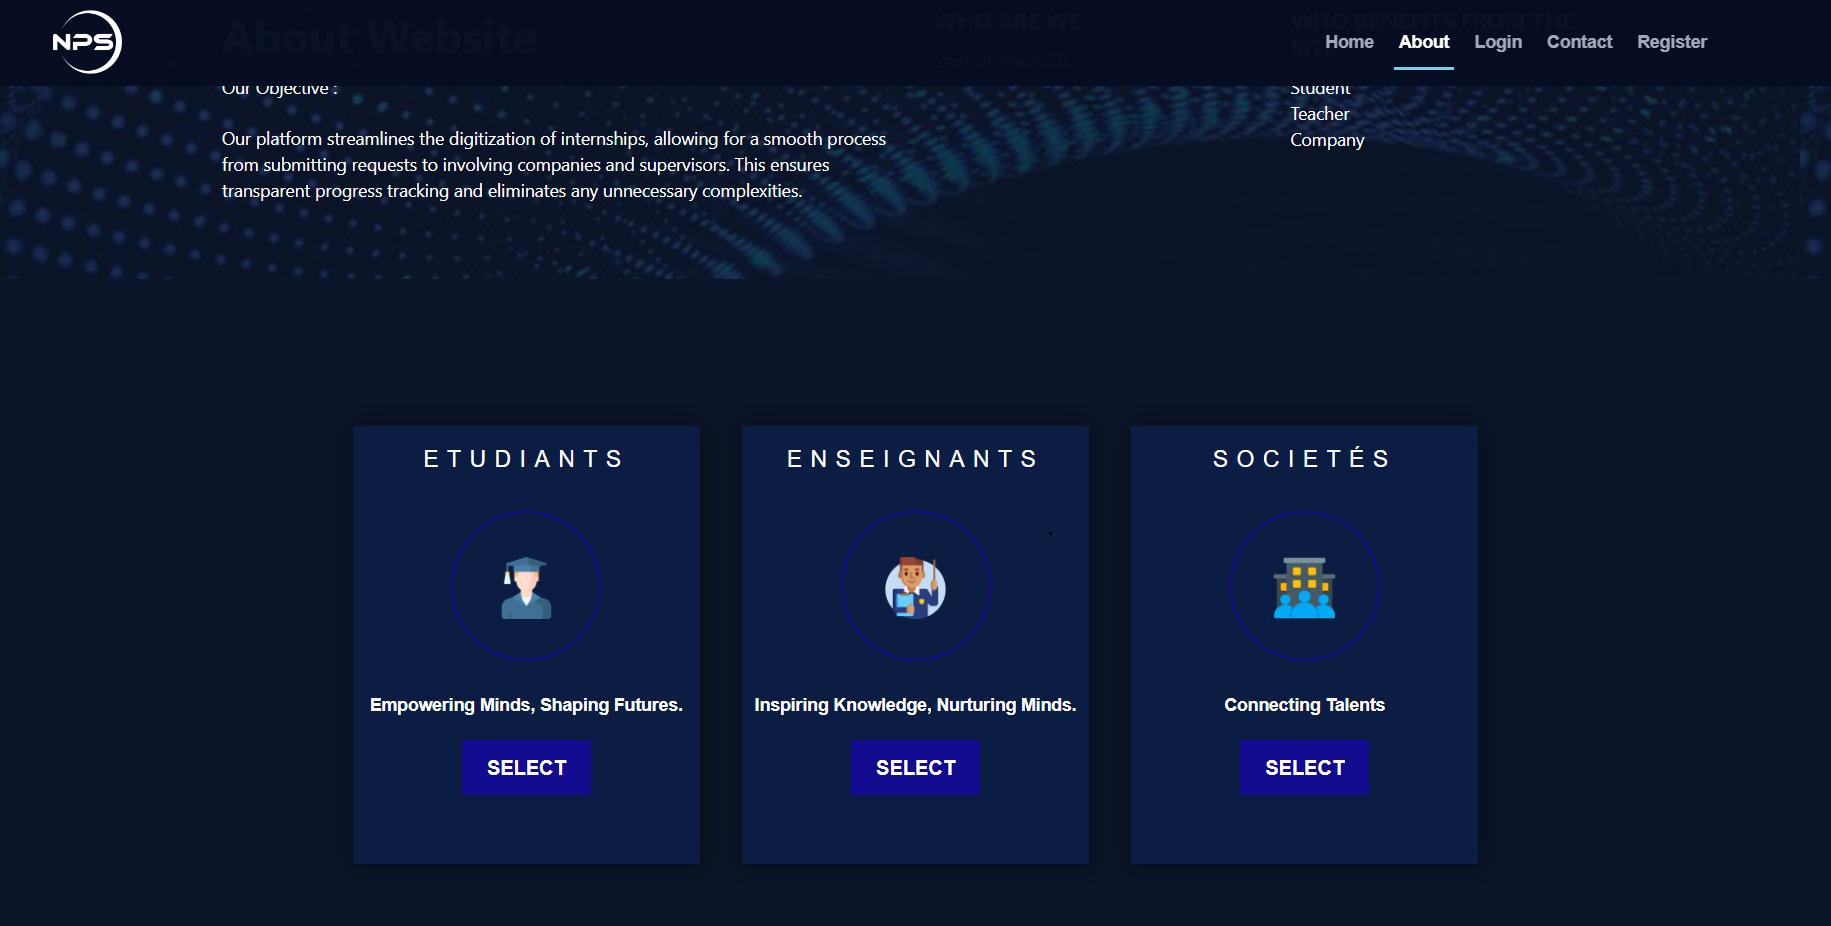 NPS
Home
About
Login
Contact
Register
About Website
WHO ARE WE
WHO BENEFITS FROM THE
Our Objective :
Our platform streamlines the digitization of internships, allowing for a smooth process
from submitting requests to involving companies and supervisors. This ensures
transparent progress tracking and eliminates any unnecessary complexities.
Student
Teacher
Company
ETUDIANTS
Empowering Minds, Shaping Futures.
SELECT
ENSEIGNANTS
Inspiring Knowledge, Nurturing Minds.
SELECT
SOCIETÉS
Connecting Talents
SELECT